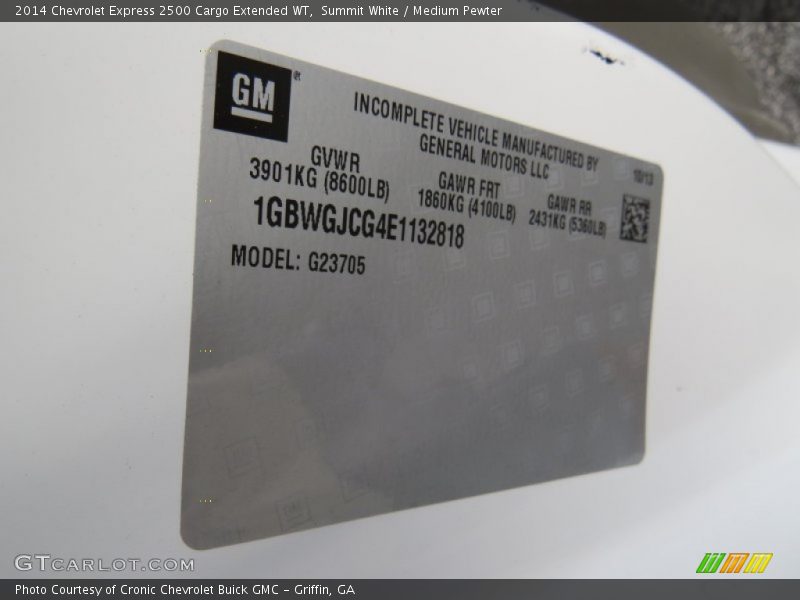 2014 Chevrolet Express 2500 Cargo Extended WT, Summit White / Medium Pewter
GM®
INCOMPLETE VEHICLE MANUFACTURED BY
GENERAL MOTORS LLC
10/13
GVWR
3901KG (8600LB)
GAWR FRT
1860KG (4100LB)
GAWR RR
2431KG (5360LB)
1GBWGJCG4E1132818
MODEL: G23705
GTCARLOT.COM
Photo Courtesy of Cronic Chevrolet Buick GMC – Griffin, GA